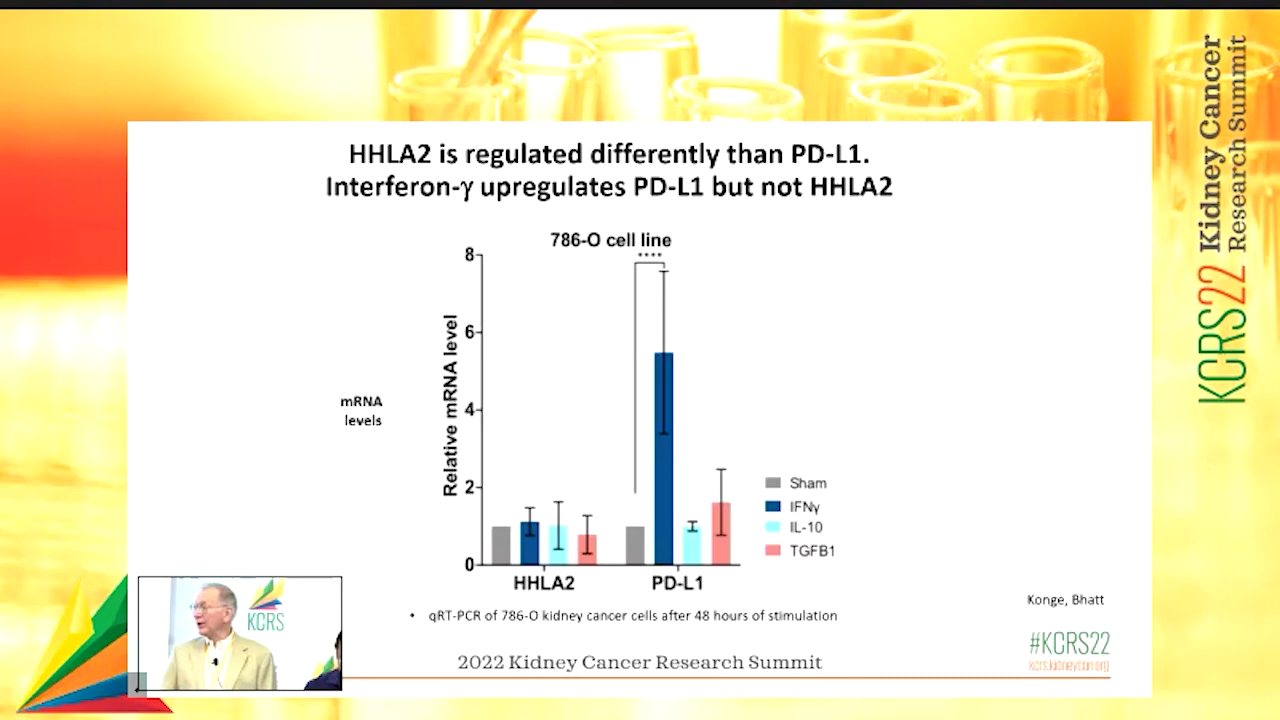 HHLA2 is regulated differently than PD-L1.
Interferon-γ upregulates PD-L1 but not HHLA2
786-O cell line
****
8
6
4
2
0
Relative mRNA level
mRNA
levels
HHLA2
PD-L1
Sham
IFNγ
IL-10
TGFB1
• qRT-PCR of 786-O kidney cancer cells after 48 hours of stimulation
Konge, Bhatt
#KCRS22
kcrs.kidneycan.org
2022 Kidney Cancer Research Summit
KCRS
KCRS22 Kidney Cancer
Research Summit